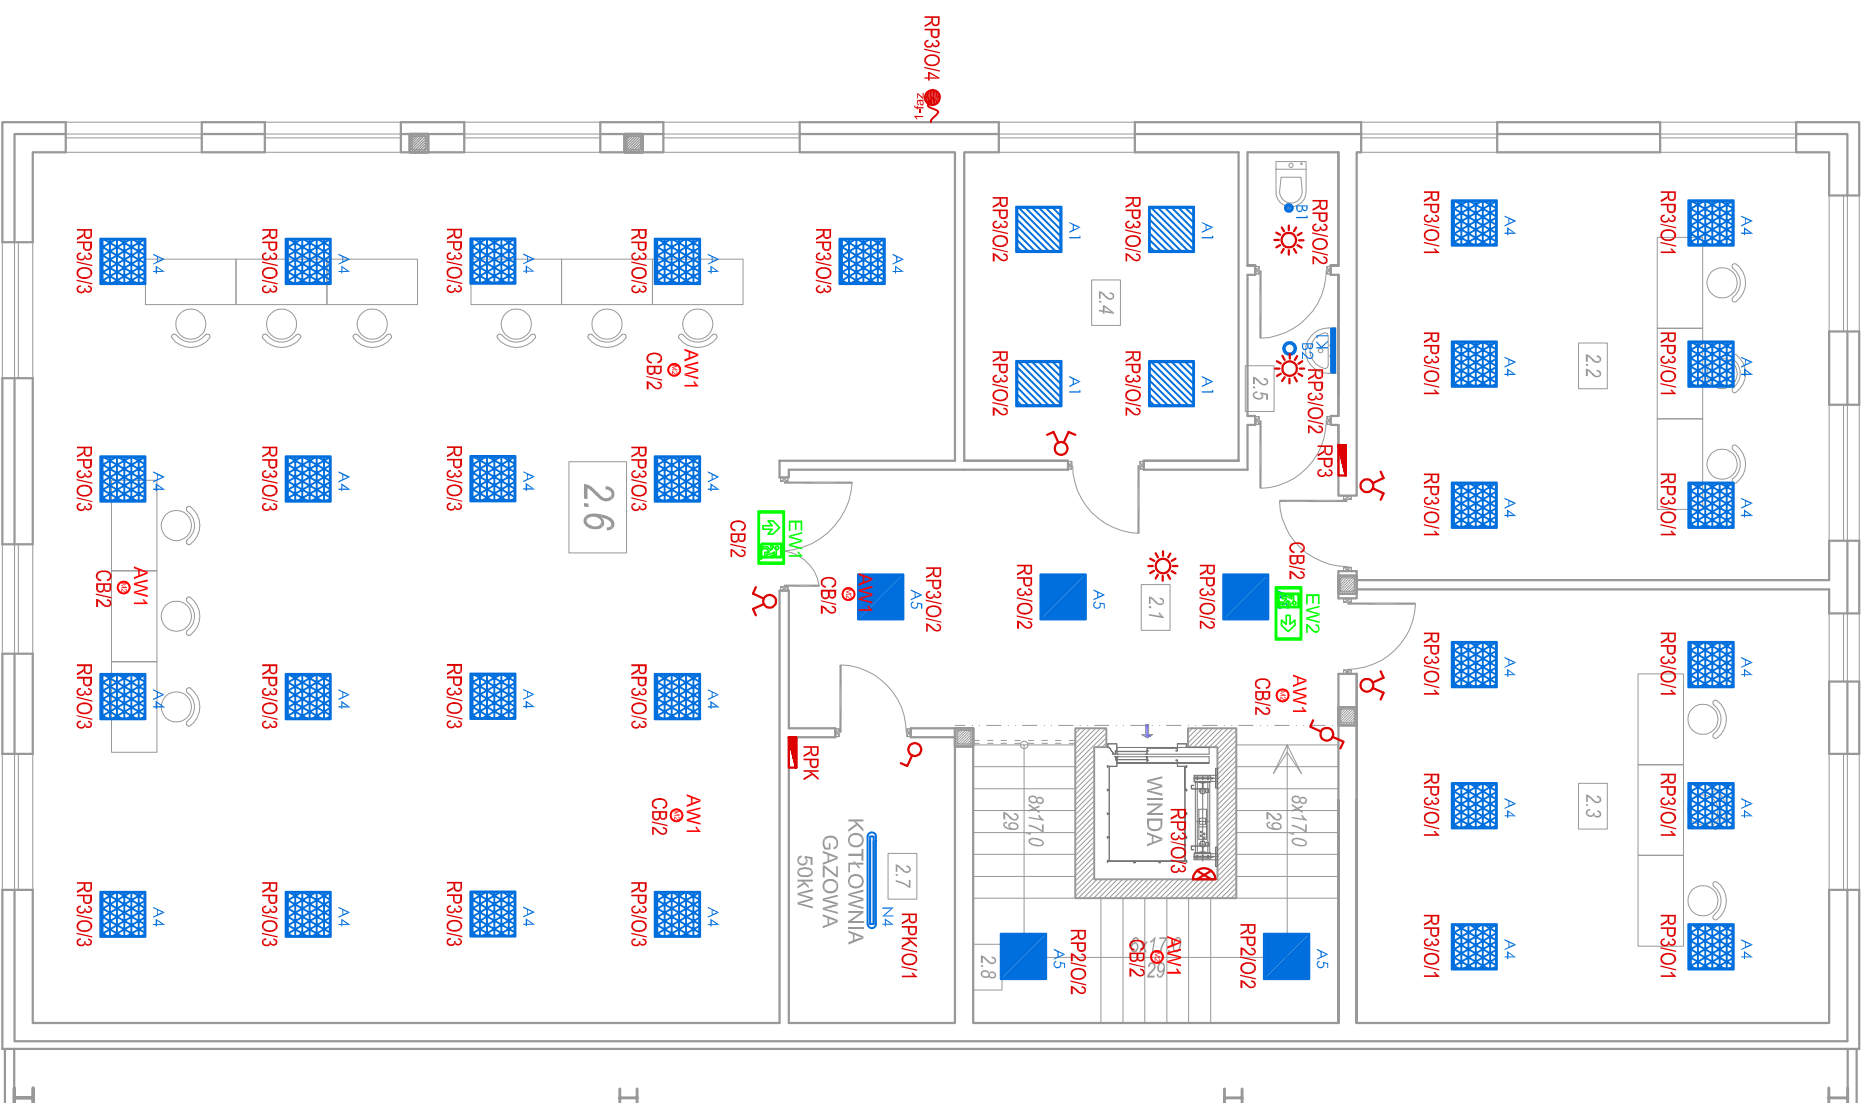 RP3/O/4
zej-1
A4
RP3/O/3
A4
RP3/O/3
A4
RP3/O/3
A4
RP3/O/3
A4
RP3/O/3
A1
RP3/O/2
A1
RP3/O/2
A1
RP3/O/2
A1
RP3/O/2
2.4
B1
RP3/O/2
K1
B2
RP3/O/2
2.5
RP3
A4
RP3/O/1
A4
RP3/O/1
A4
RP3/O/1
A4
RP3/O/1
A4
RP3/O/1
A4
RP3/O/1
2.2
AW1
CB/2
A4
RP3/O/3
A4
RP3/O/3
A4
RP3/O/3
A4
RP3/O/3
2.6
EW1
CB/2
AW1
CB/2
AW1
CB/2
A5
RP3/O/2
A5
RP3/O/2
RP3/O/2
2.1
CB/2
EW2
AW1
CB/2
A4
RP3/O/3
A4
RP3/O/3
A4
RP3/O/3
A4
RP3/O/3
AW1
CB/2
RPK
KOTŁOWNIA
GAZOWA
50kW
2.7
N4
RPK/O/1
8x17,0
29
WINDA
RP3/O/3
8x17,0
29
A4
RP3/O/1
A4
RP3/O/1
A4
RP3/O/1
A4
RP3/O/1
A4
RP3/O/1
A4
RP3/O/1
2.3
A4
RP3/O/3
A4
RP3/O/3
A4
RP3/O/3
A4
RP3/O/3
2.8
A5
RP2/O/2
AW1
CB/2
29
RP2/O/2
A5